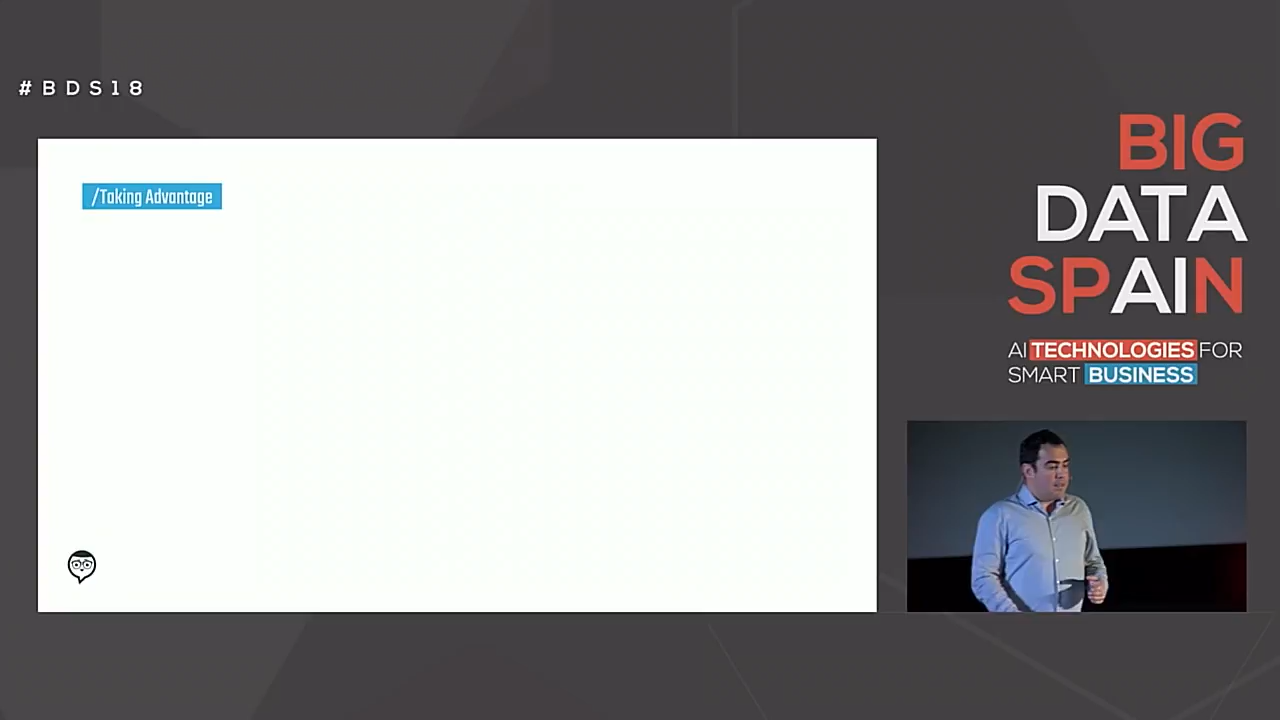 #BDS18
/Taking Advantage
BIG
DATA
SPAIN
AI TECHNOLOGIES FOR
SMART BUSINESS